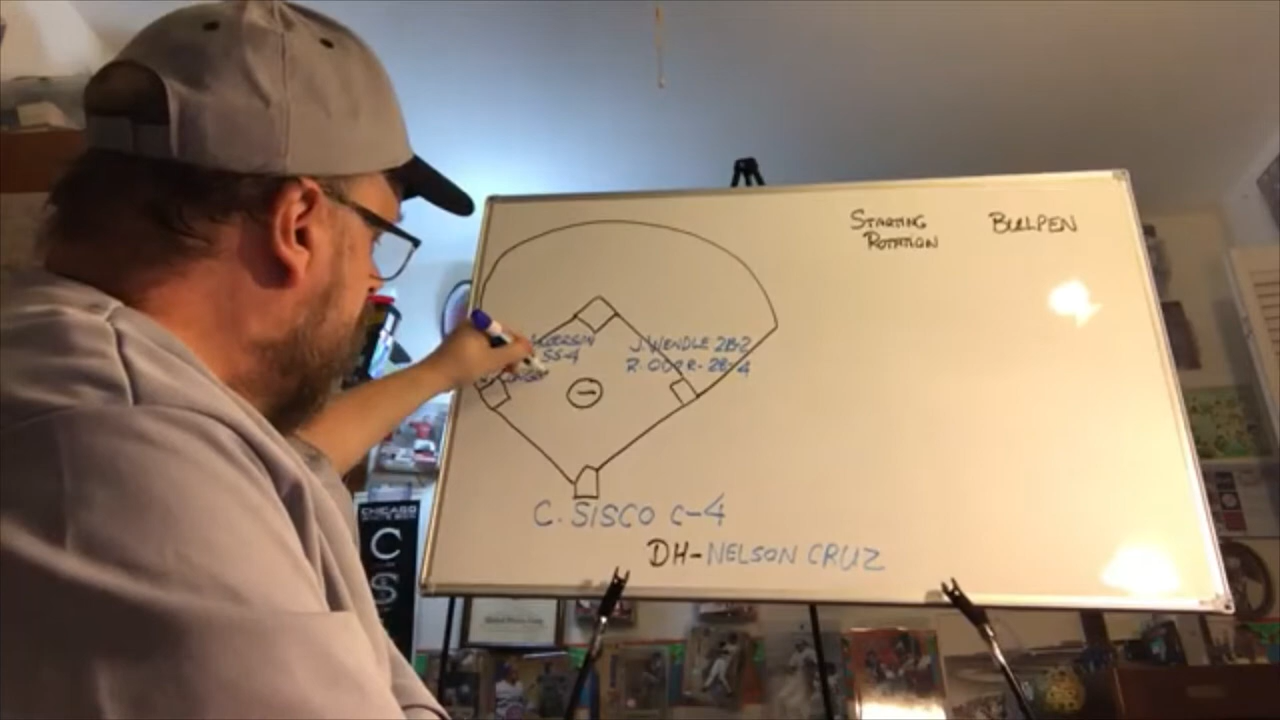 STARTING
ROTATION
BULLPEN
J. WENDLE 2B-2
SS-4
R. ODOR - 2B-4
C. SISCO C-4
DH-NELSON CRUZ
CHICAGO
C
S